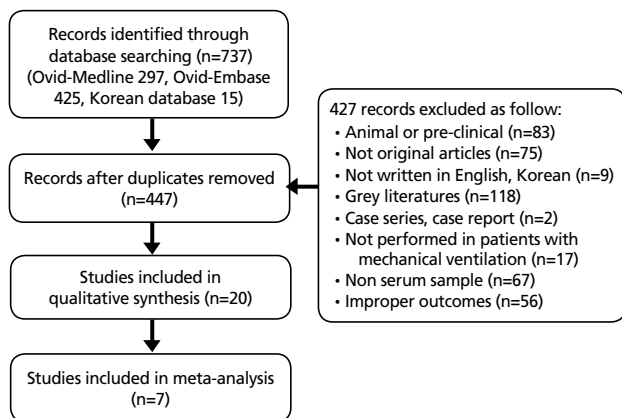 Records identified through
database searching (n=737)
(Ovid-Medline 297, Ovid-Embase
425, Korean database 15)
Records after duplicates removed
(n=447)
Studies included in
qualitative synthesis (n=20)
Studies included in meta-analysis
(n=7)
427 records excluded as follow:
• Animal or pre-clinical (n=83)
• Not original articles (n=75)
• Not written in English, Korean (n=9)
• Grey literatures (n=118)
• Case series, case report (n=2)
• Not performed in patients with
mechanical ventilation (n=17)
• Non serum sample (n=67)
• Improper outcomes (n=56)